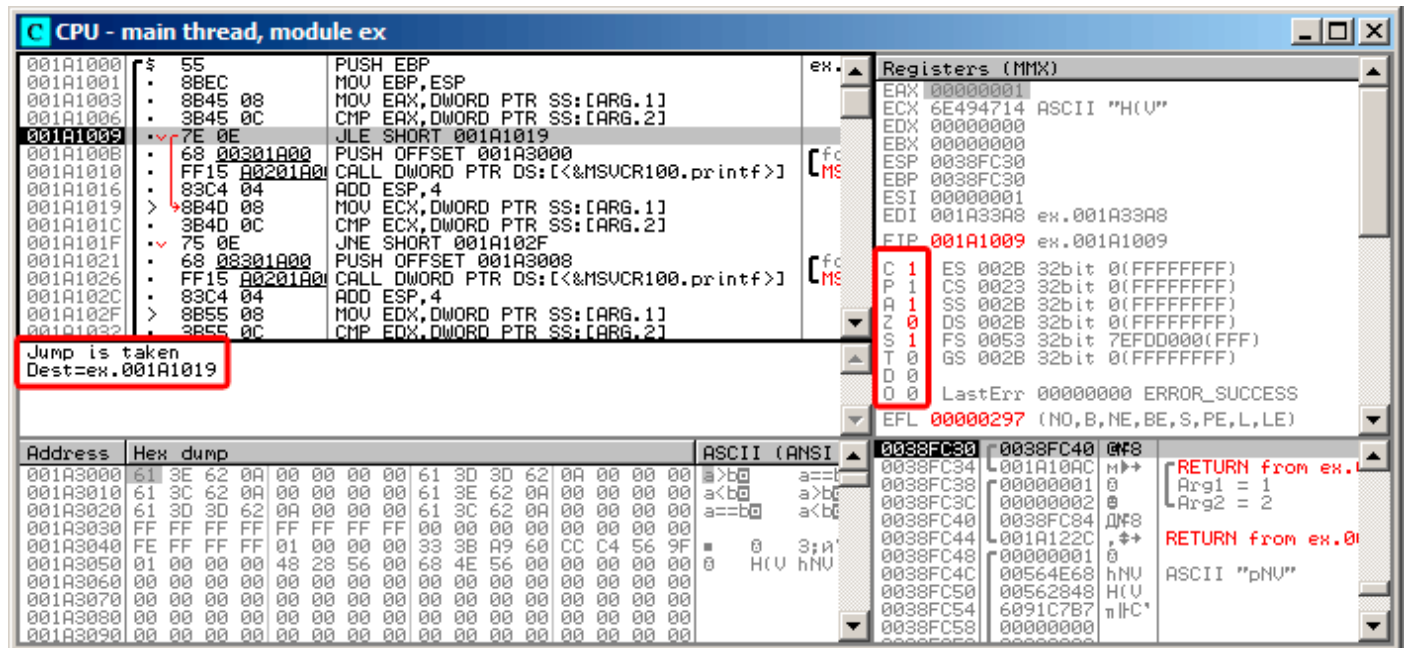 C CPU - main thread, module ex
001A1000 $ 55 PUSH EBP ex.
001A1001 . 8BEC MOV EBP,ESP
001A1003 . 8B45 08 MOV EAX,DWORD PTR SS:[ARG.1]
001A1006 . 3B45 0C CMP EAX,DWORD PTR SS:[ARG.2]
001A1009 . 7E 0E JLE SHORT 001A1019
001A100B . 68 00301A00 PUSH OFFSET 001A3000
001A1010 . FF15 A0201A0 CALL DWORD PTR DS:[<&MSVCR100.printf>] MS
001A1016 . 83C4 04 ADD ESP,4
001A1019 > 8B4D 08 MOV ECX,DWORD PTR SS:[ARG.1]
001A101C . 3B4D 0C CMP ECX,DWORD PTR SS:[ARG.2]
001A101F . 75 0E JNE SHORT 001A102F
001A1021 . 68 08301A00 PUSH OFFSET 001A3008
001A1026 . FF15 A0201A0 CALL DWORD PTR DS:[<&MSVCR100.printf>] MS
001A102C . 83C4 04 ADD ESP,4
001A102F > 8B55 08 MOV EDX,DWORD PTR SS:[ARG.1]
001A1032 . 3B55 0C CMP EDX,DWORD PTR SS:[ARG.2]
Jump is taken
Dest=ex.001A1019
Registers (MMX)
EAX 00000001
ECX 6E494714 ASCII "H(V"
EDX 00000000
EBX 00000000
ESP 0038FC30
EBP 0038FC30
ESI 00000001
EDI 001A33A8 ex.001A33A8
EIP 001A1009 ex.001A1009
C 1 ES 002B 32bit 0(FFFFFFFF)
P 1 CS 0023 32bit 0(FFFFFFFF)
A 1 SS 002B 32bit 0(FFFFFFFF)
Z 0 DS 002B 32bit 0(FFFFFFFF)
S 1 FS 0053 32bit 7EFDD000(FFF)
T 0 GS 002B 32bit 0(FFFFFFFF)
D 0
O 0 LastErr 00000000 ERROR_SUCCESS
EFL 00000297 (NO,B,NE,BE,S,PE,L,LE)
Address Hex dump ASCII (ANSI
001A3000 61 3E 62 0A 00 00 00 00 61 3D 3D 62 0A 00 00 00 a>b a==b
001A3010 61 3C 62 0A 00 00 00 00 61 3E 62 0A 00 00 00 00 a<b a>b
001A3020 61 3D 3D 62 0A 00 00 00 61 3C 62 0A 00 00 00 00 a==b a<b
001A3030 FF FF FF FF FF FF FF FF 00 00 00 00 00 00 00 00
001A3040 FE FF FF FF 01 00 00 00 33 3B A9 60 CC C4 56 9F 3;
001A3050 01 00 00 00 48 28 56 00 68 4E 56 00 00 00 00 00 H(V hNV
001A3060 00 00 00 00 00 00 00 00 00 00 00 00 00 00 00 00
001A3070 00 00 00 00 00 00 00 00 00 00 00 00 00 00 00 00
001A3080 00 00 00 00 00 00 00 00 00 00 00 00 00 00 00 00
001A3090 00 00 00 00 00 00 00 00 00 00 00 00 00 00 00 00
0038FC30 0038FC40
0038FC34 001A10AC RETURN from ex.
0038FC38 00000001 Arg1 = 1
0038FC3C 00000002 Arg2 = 2
0038FC40 0038FC84
0038FC44 001A122C RETURN from ex.0
0038FC48 00000001
0038FC4C 00564E68 hNV ASCII "pNV"
0038FC50 00562848 H(V
0038FC54 6091C7B7
0038FC58 00000000